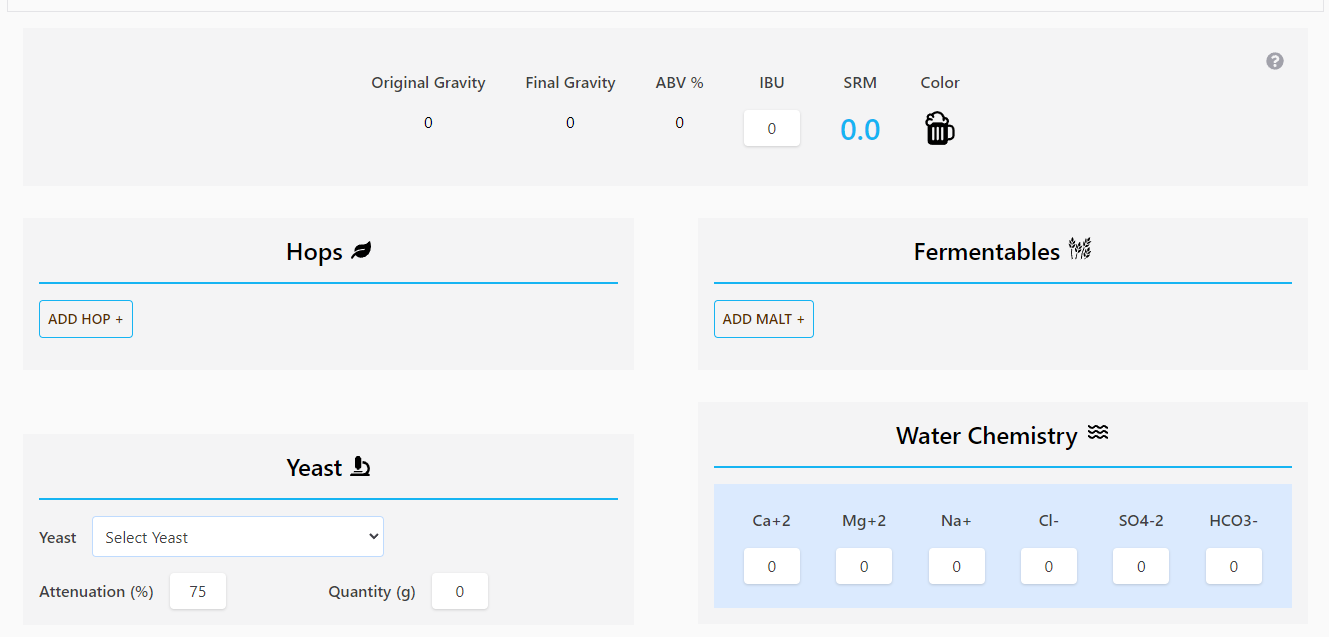 Original Gravity Final Gravity ABV % IBU SRM Color
0 0 0 0 0.0
?
Hops
ADD HOP +
Fermentables
ADD MALT +
Yeast
Yeast Select Yeast
Attenuation (%) 75 Quantity (g) 0
Water Chemistry
Ca+2 Mg+2 Na+ Cl- SO4-2 HCO3-
0 0 0 0 0 0